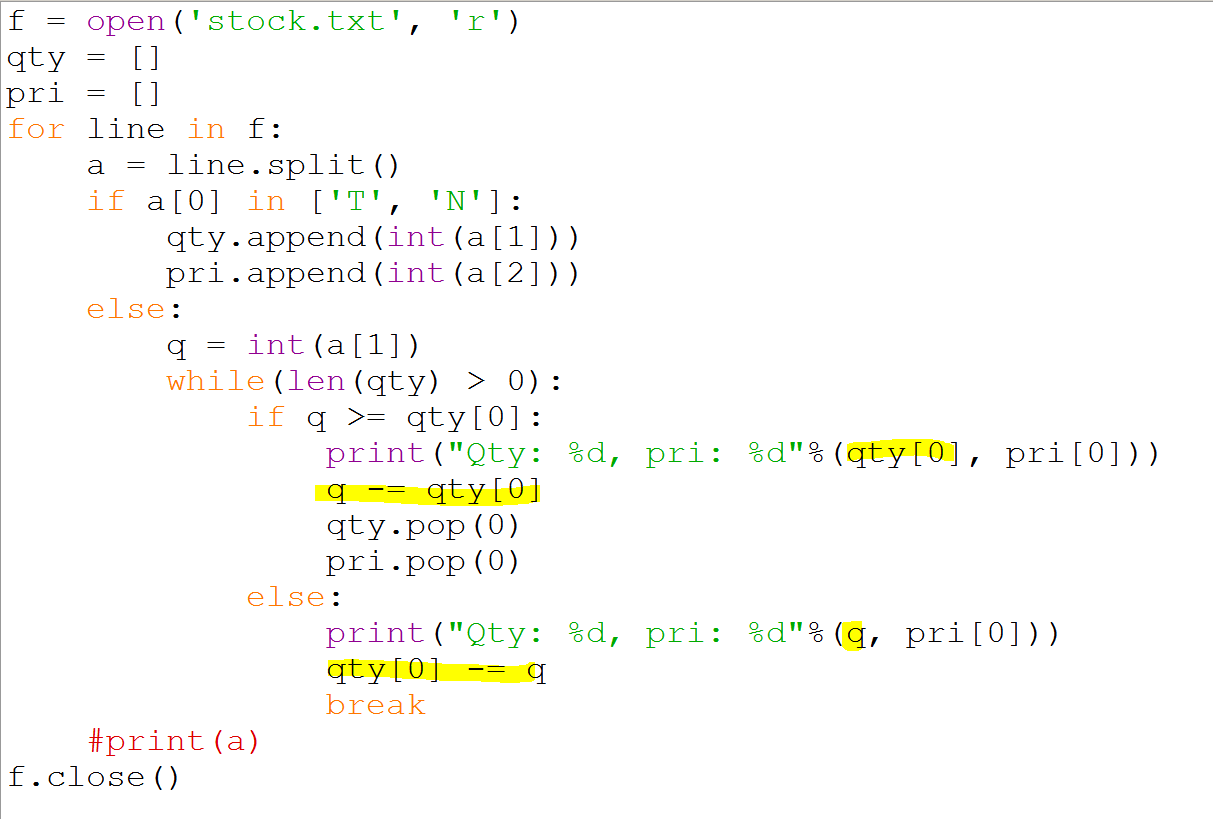 f = open('stock.txt', 'r')
qty = []
pri = []
for line in f:
    a = line.split()
    if a[0] in ['T', 'N']:
        qty.append(int(a[1]))
        pri.append(int(a[2]))
    else:
        q = int(a[1])
        while(len(qty) > 0):
            if q >= qty[0]:
                print("Qty: %d, pri: %d"%(qty[0], pri[0]))
                q -= qty[0]
                qty.pop(0)
                pri.pop(0)
            else:
                print("Qty: %d, pri: %d"%(q, pri[0]))
                qty[0] -= q
                break
    #print(a)
f.close()